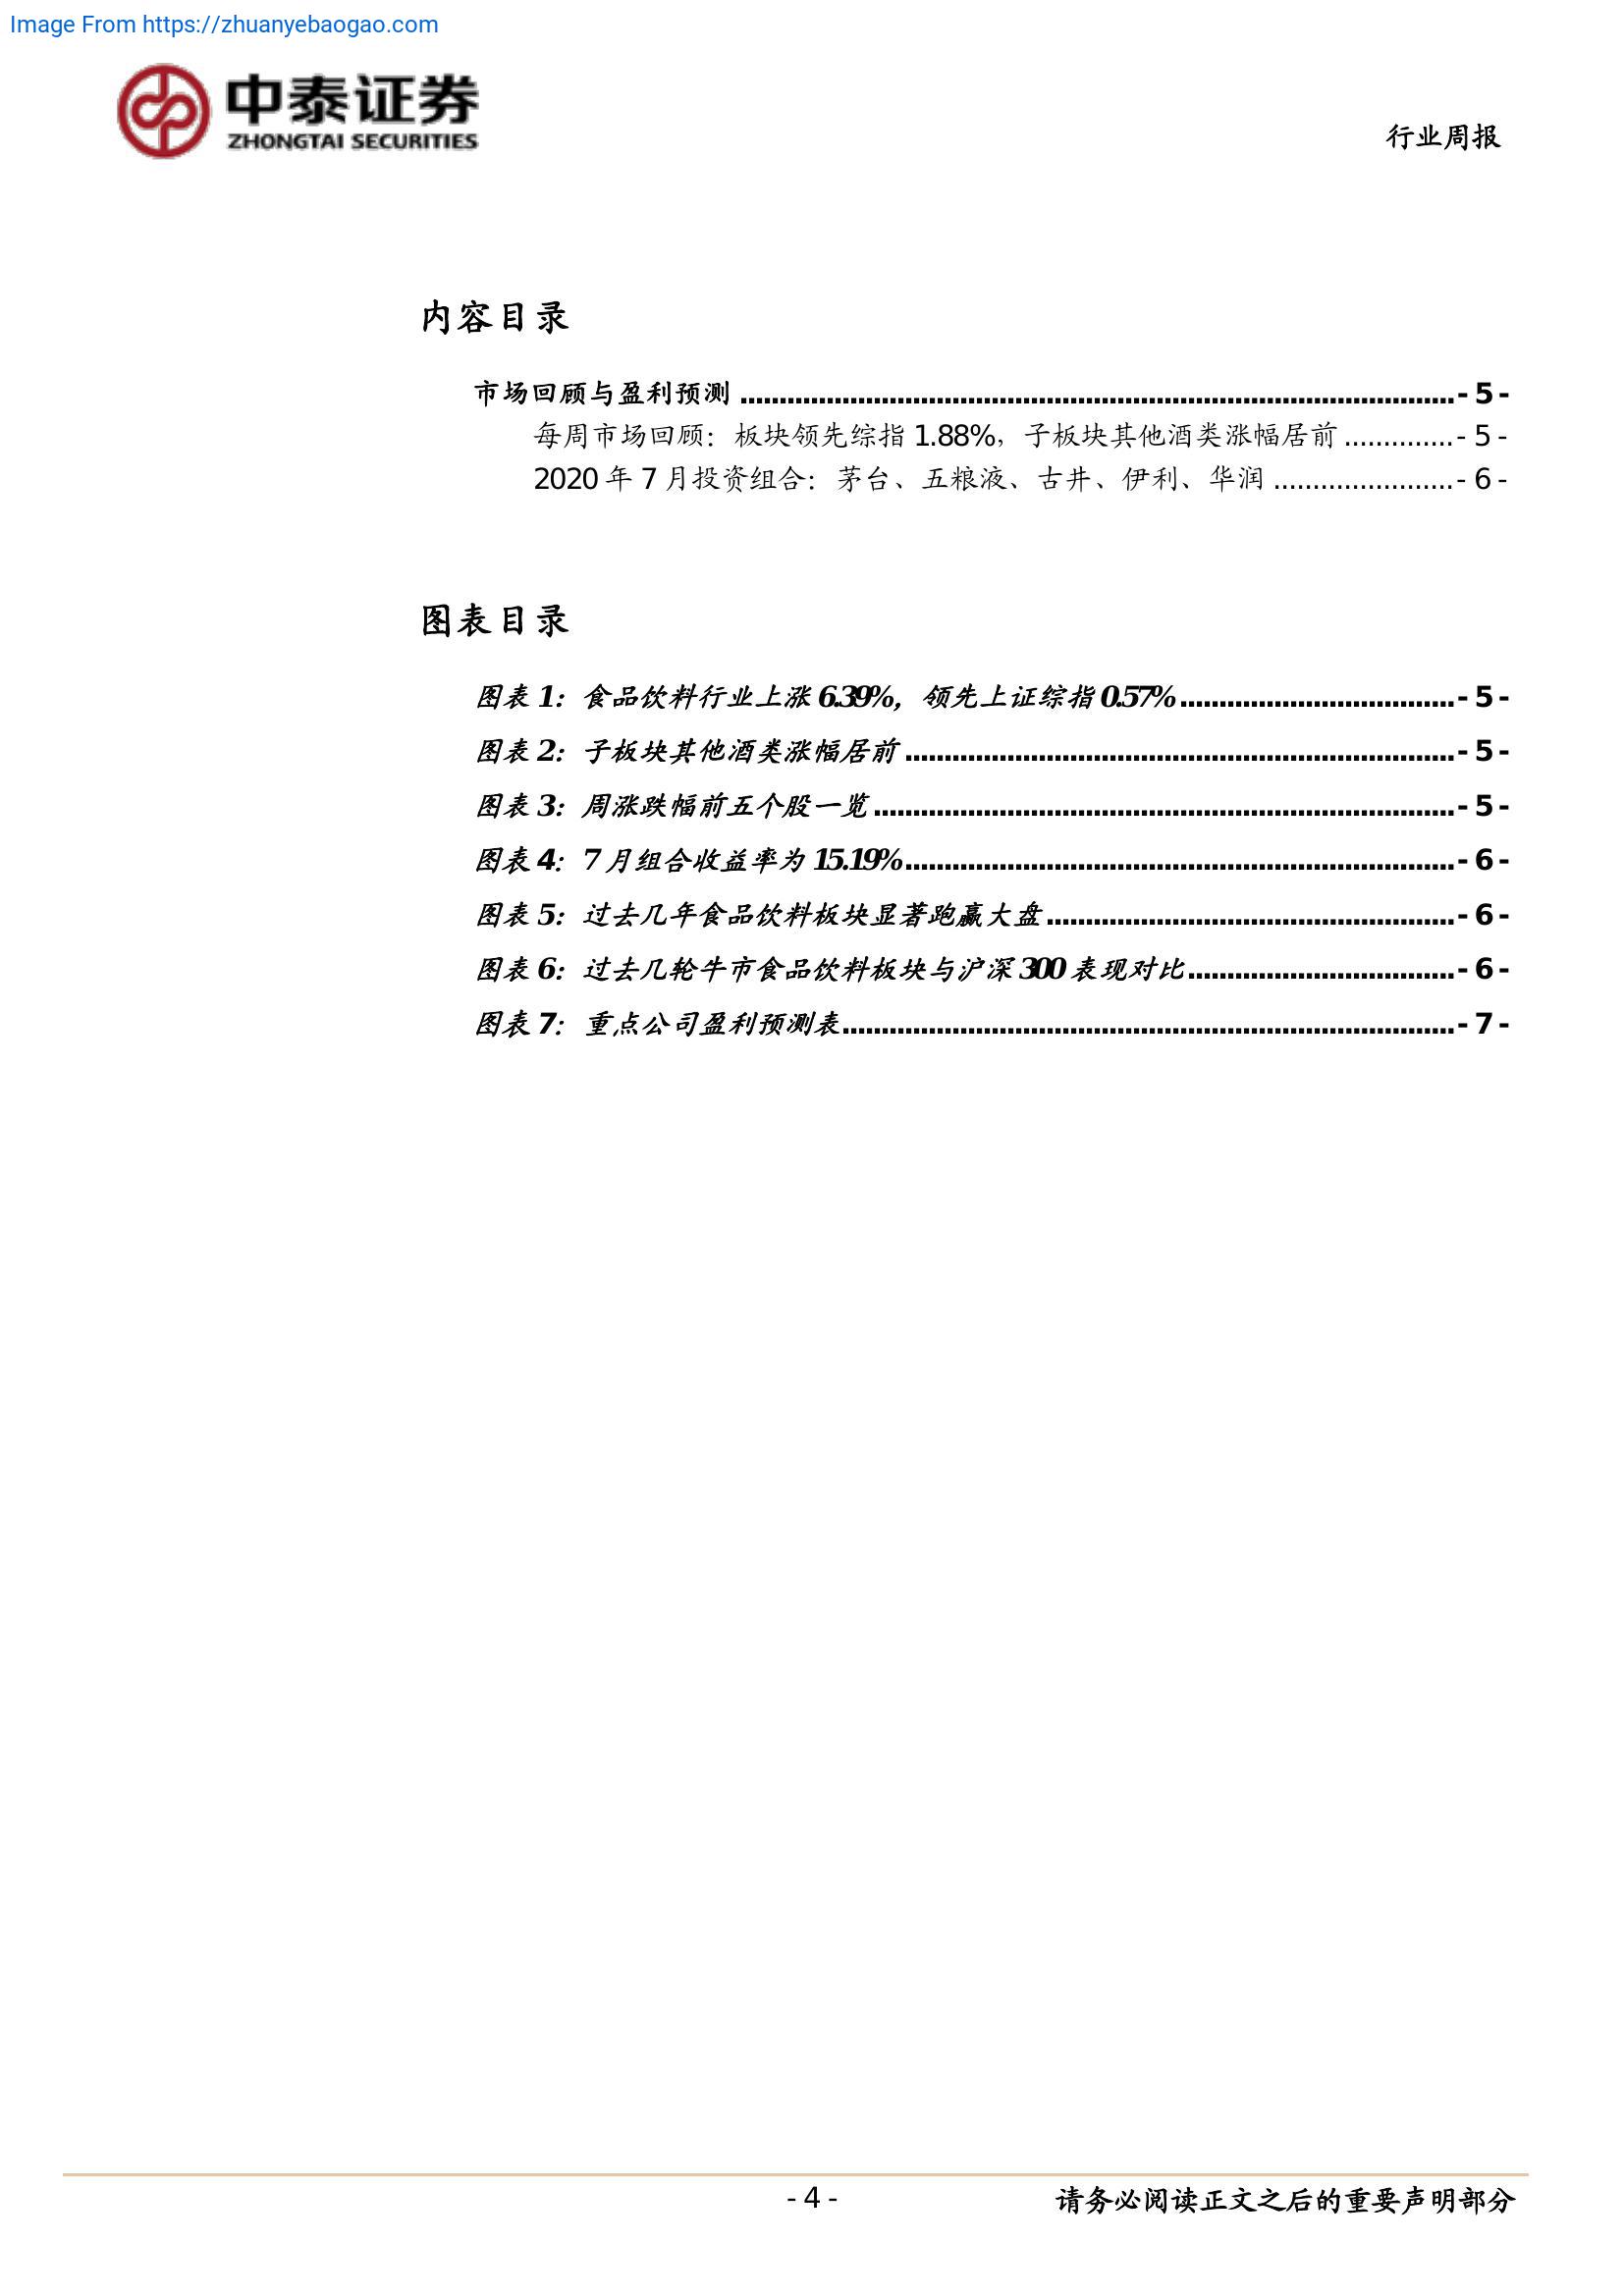 Image From https://zhuanyebaogao.com
中泰证券
ZHONGTAI SECURITIES
行业周报
内容目录
市场回顾与盈利预测 ........................................................................................... - 5 -
每周市场回顾：板块领先综指 1.88%，子板块其他酒类涨幅居前 .............. - 5 -
2020 年 7 月投资组合：茅台、五粮液、古井、伊利、华润 ....................... - 6 -
图表目录
图表 1：食品饮料行业上涨 6.39%，领先上证综指 0.57% ................................... - 5 -
图表 2：子板块其他酒类涨幅居前 ...................................................................... - 5 -
图表 3：周涨跌幅前五个股一览 .......................................................................... - 5 -
图表 4：7 月组合收益率为 15.19% ...................................................................... - 6 -
图表 5：过去几年食品饮料板块显著跑赢大盘 .................................................... - 6 -
图表 6：过去几轮牛市食品饮料板块与沪深 300 表现对比 .................................. - 6 -
图表 7：重点公司盈利预测表 .............................................................................. - 7 -
- 4 -
请务必阅读正文之后的重要声明部分